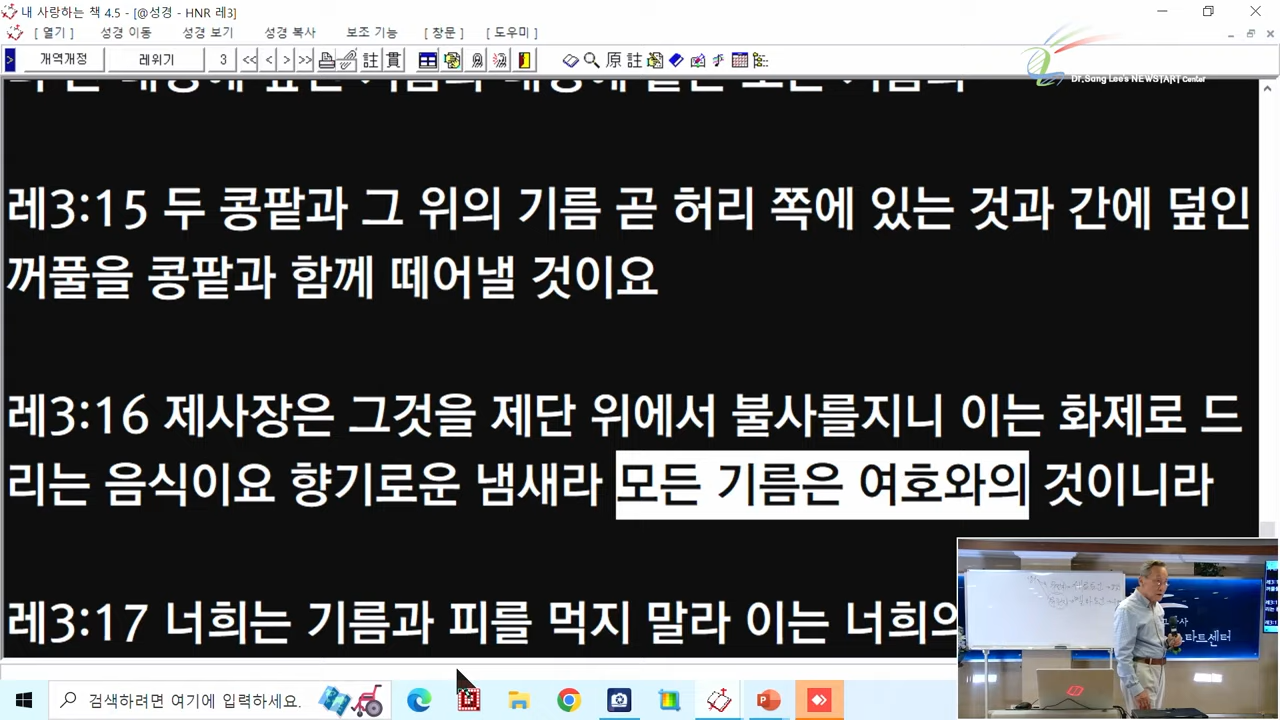 내 사랑하는 책 4.5 - [@성경 - HNR 레3]
[ 열기 ] 성경 이동 성경 보기 성경 복사 보조 기능 [ 창문 ] [ 도우미 ]
개역개정 레위기 3 << < > >> 註 貫 原 註
Dr.Sang Lee's NEWSTART Center
레3:15 두 콩팥과 그 위의 기름 곧 허리 쪽에 있는 것과 간에 덮인
꺼풀을 콩팥과 함께 떼어낼 것이요
레3:16 제사장은 그것을 제단 위에서 불사를지니 이는 화제로 드
리는 음식이요 향기로운 냄새라 모든 기름은 여호와의 것이니라
레3:17 너희는 기름과 피를 먹지 말라 이는 너희의
타트센터
검색하려면 여기에 입력하세요.